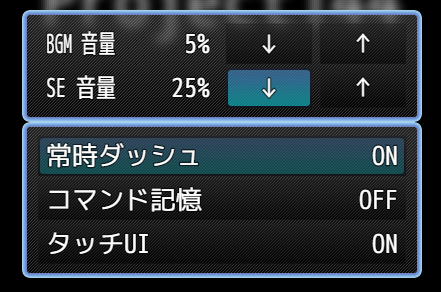 BGM 音量 5% ↓ ↑
SE 音量 25% ↓ ↑
常時ダッシュ ON
コマンド記憶 OFF
タッチUI ON